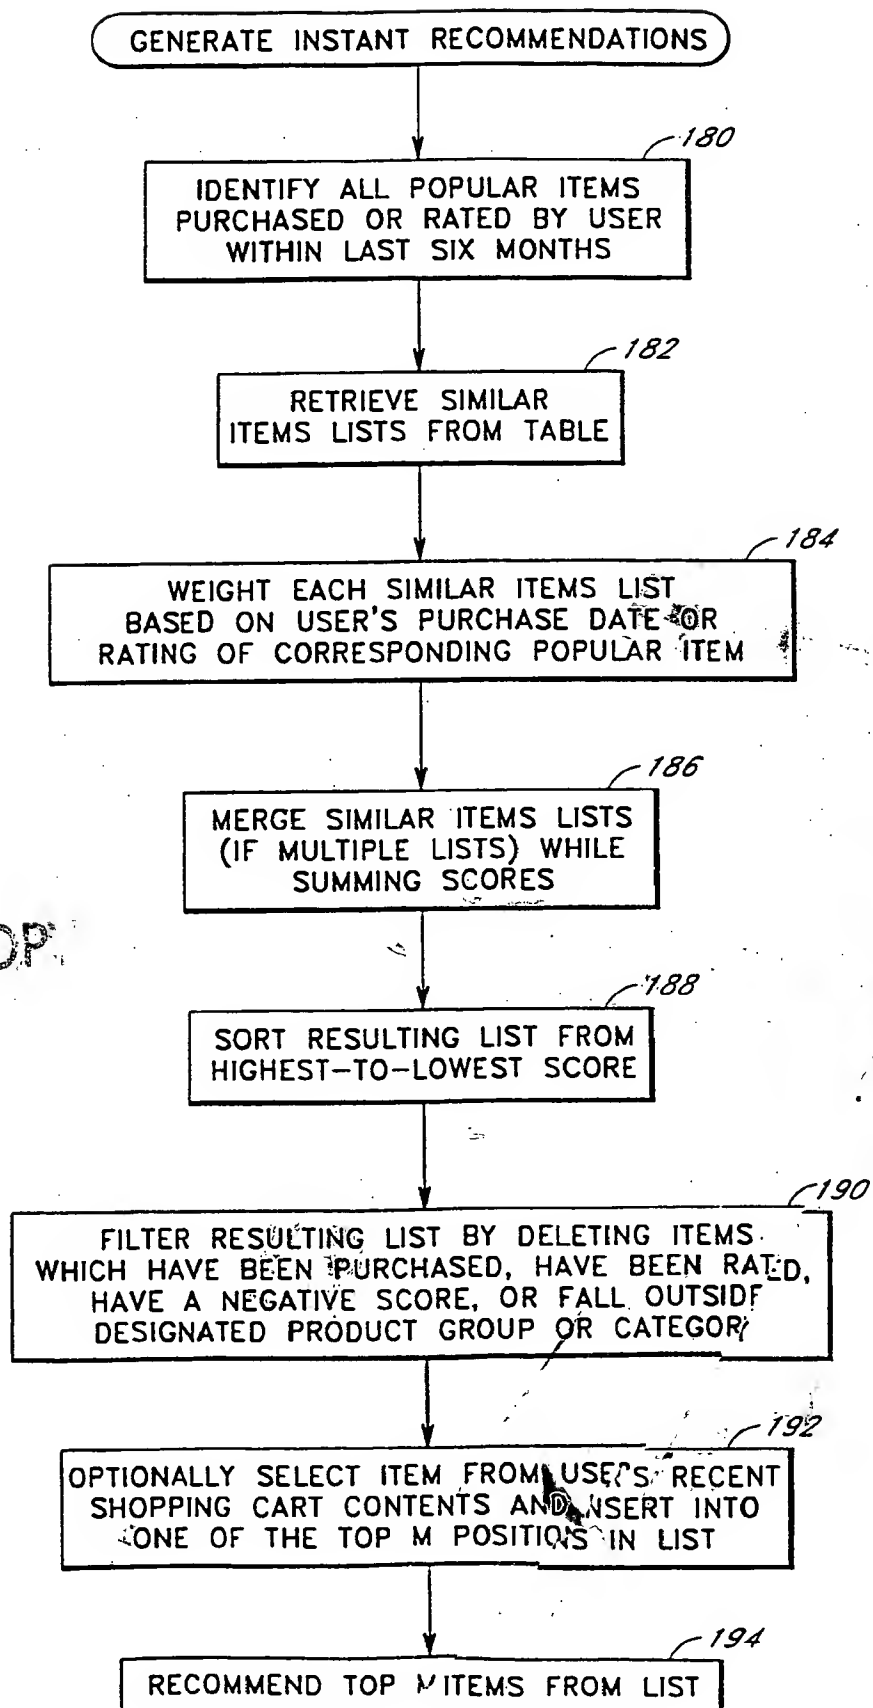 GENERATE INSTANT RECOMMENDATIONS
180
IDENTIFY ALL POPULAR ITEMS
PURCHASED OR RATED BY USER
WITHIN LAST SIX MONTHS
182
RETRIEVE SIMILAR
ITEMS LISTS FROM TABLE
184
WEIGHT EACH SIMILAR ITEMS LIST
BASED ON USER'S PURCHASE DATE OR
RATING OF CORRESPONDING POPULAR ITEM
186
MERGE SIMILAR ITEMS LISTS
(IF MULTIPLE LISTS) WHILE
SUMMING SCORES
OP
188
SORT RESULTING LIST FROM
HIGHEST-TO-LOWEST SCORE
190
FILTER RESULTING LIST BY DELETING ITEMS
WHICH HAVE BEEN PURCHASED, HAVE BEEN RATED,
HAVE A NEGATIVE SCORE, OR FALL OUTSIDE
DESIGNATED PRODUCT GROUP OR CATEGORY
192
OPTIONALLY SELECT ITEM FROM USER'S RECENT
SHOPPING CART CONTENTS AND INSERT INTO
ONE OF THE TOP M POSITIONS IN LIST
194
RECOMMEND TOP M ITEMS FROM LIST